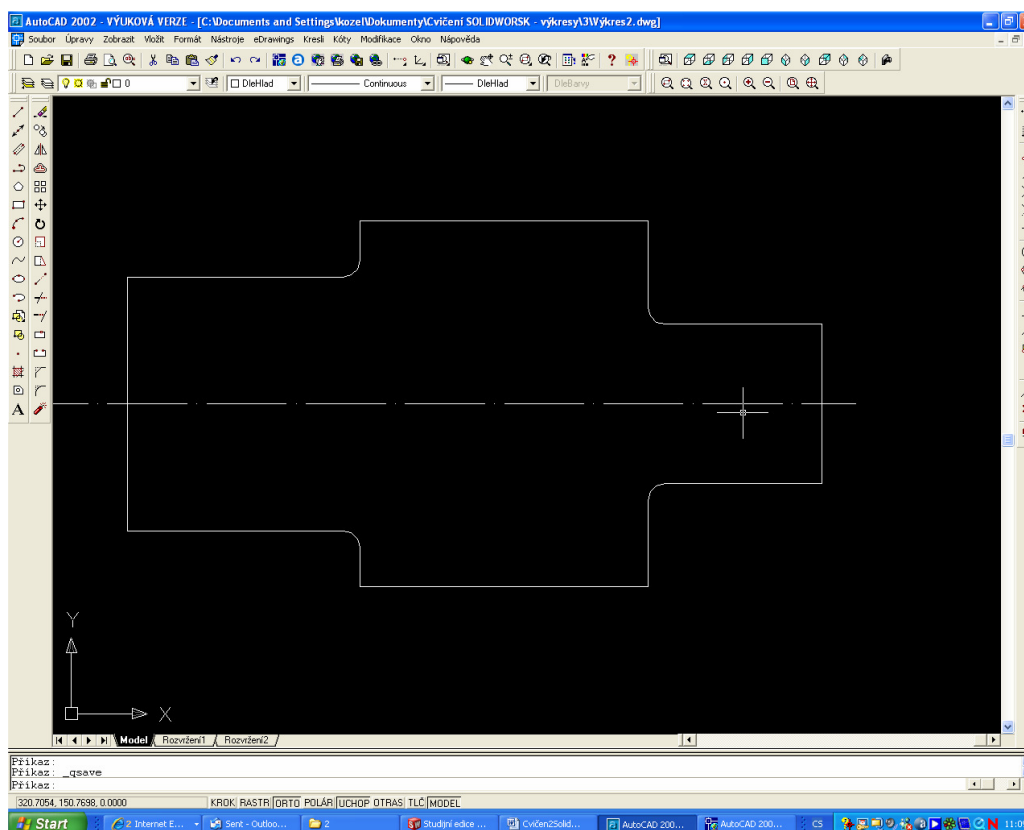 AutoCAD 2002 - VÝUKOVÁ VERZE - [C:\Documents and Settings\kozel\Dokumenty\Cvičení SOLIDWORSK - výkresy\3\Výkres2.dwg]
Soubor Úpravy Zobrazit Vložit Formát Nástroje eDrawings Kresli Kóty Modifikace Okno Nápověda
0 DleHlad Continuous DleHlad DleBarvy
A
Y
X
Model Rozvržení1 Rozvržení2
Příkaz:
Příkaz: _qsave
Příkaz:
320.7054, 150.7698, 0.0000 KROK RASTR ORTO POLÁR UCHOP OTRAS TLČ MODEL
Start 2 Internet E... Sent - Outloo... 2 Studijní edice ... Cvičen2Solid... AutoCAD 200... AutoCAD 200... CS